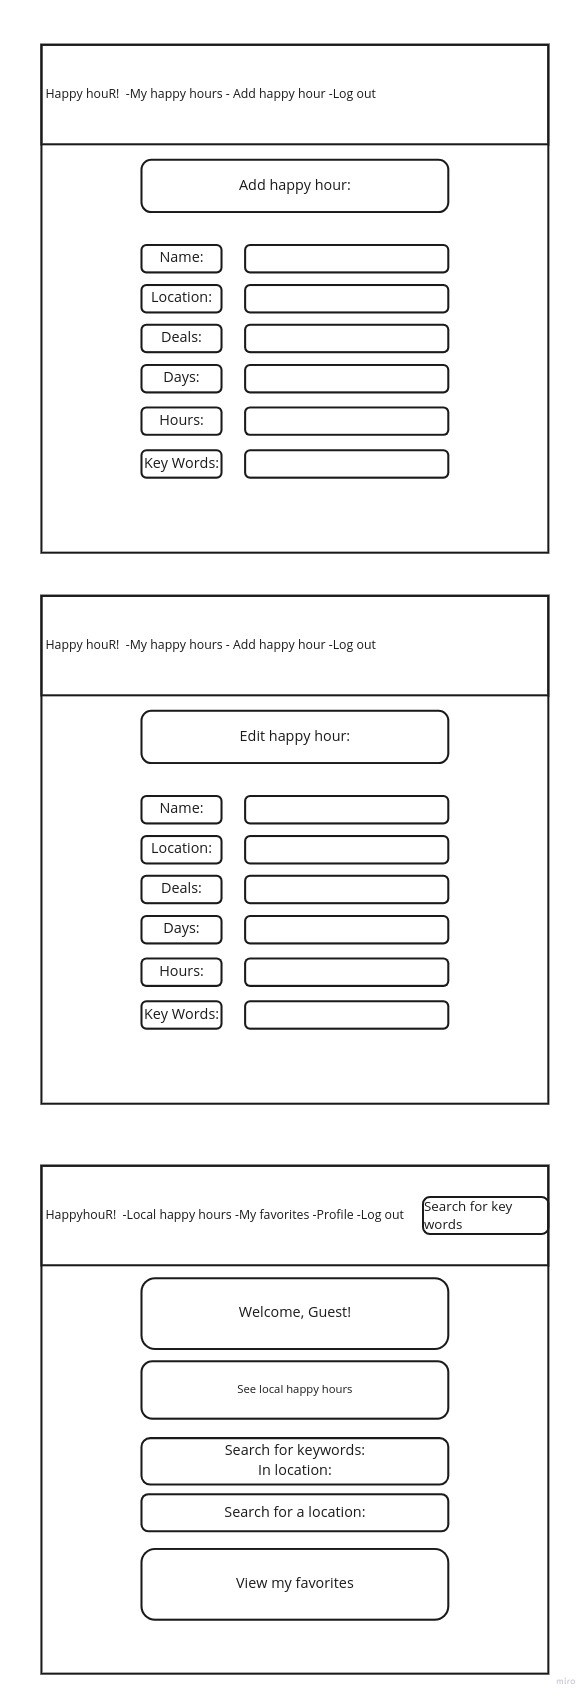 Happy houR!  -My happy hours - Add happy hour -Log out
Add happy hour:
Name:
Location:
Deals:
Days:
Hours:
Key Words:
Happy houR!  -My happy hours - Add happy hour -Log out
Edit happy hour:
Name:
Location:
Deals:
Days:
Hours:
Key Words:
HappyhouR!  -Local happy hours -My favorites -Profile -Log out
Search for key
words
Welcome, Guest!
See local happy hours
Search for keywords:
In location:
Search for a location:
View my favorites
miro